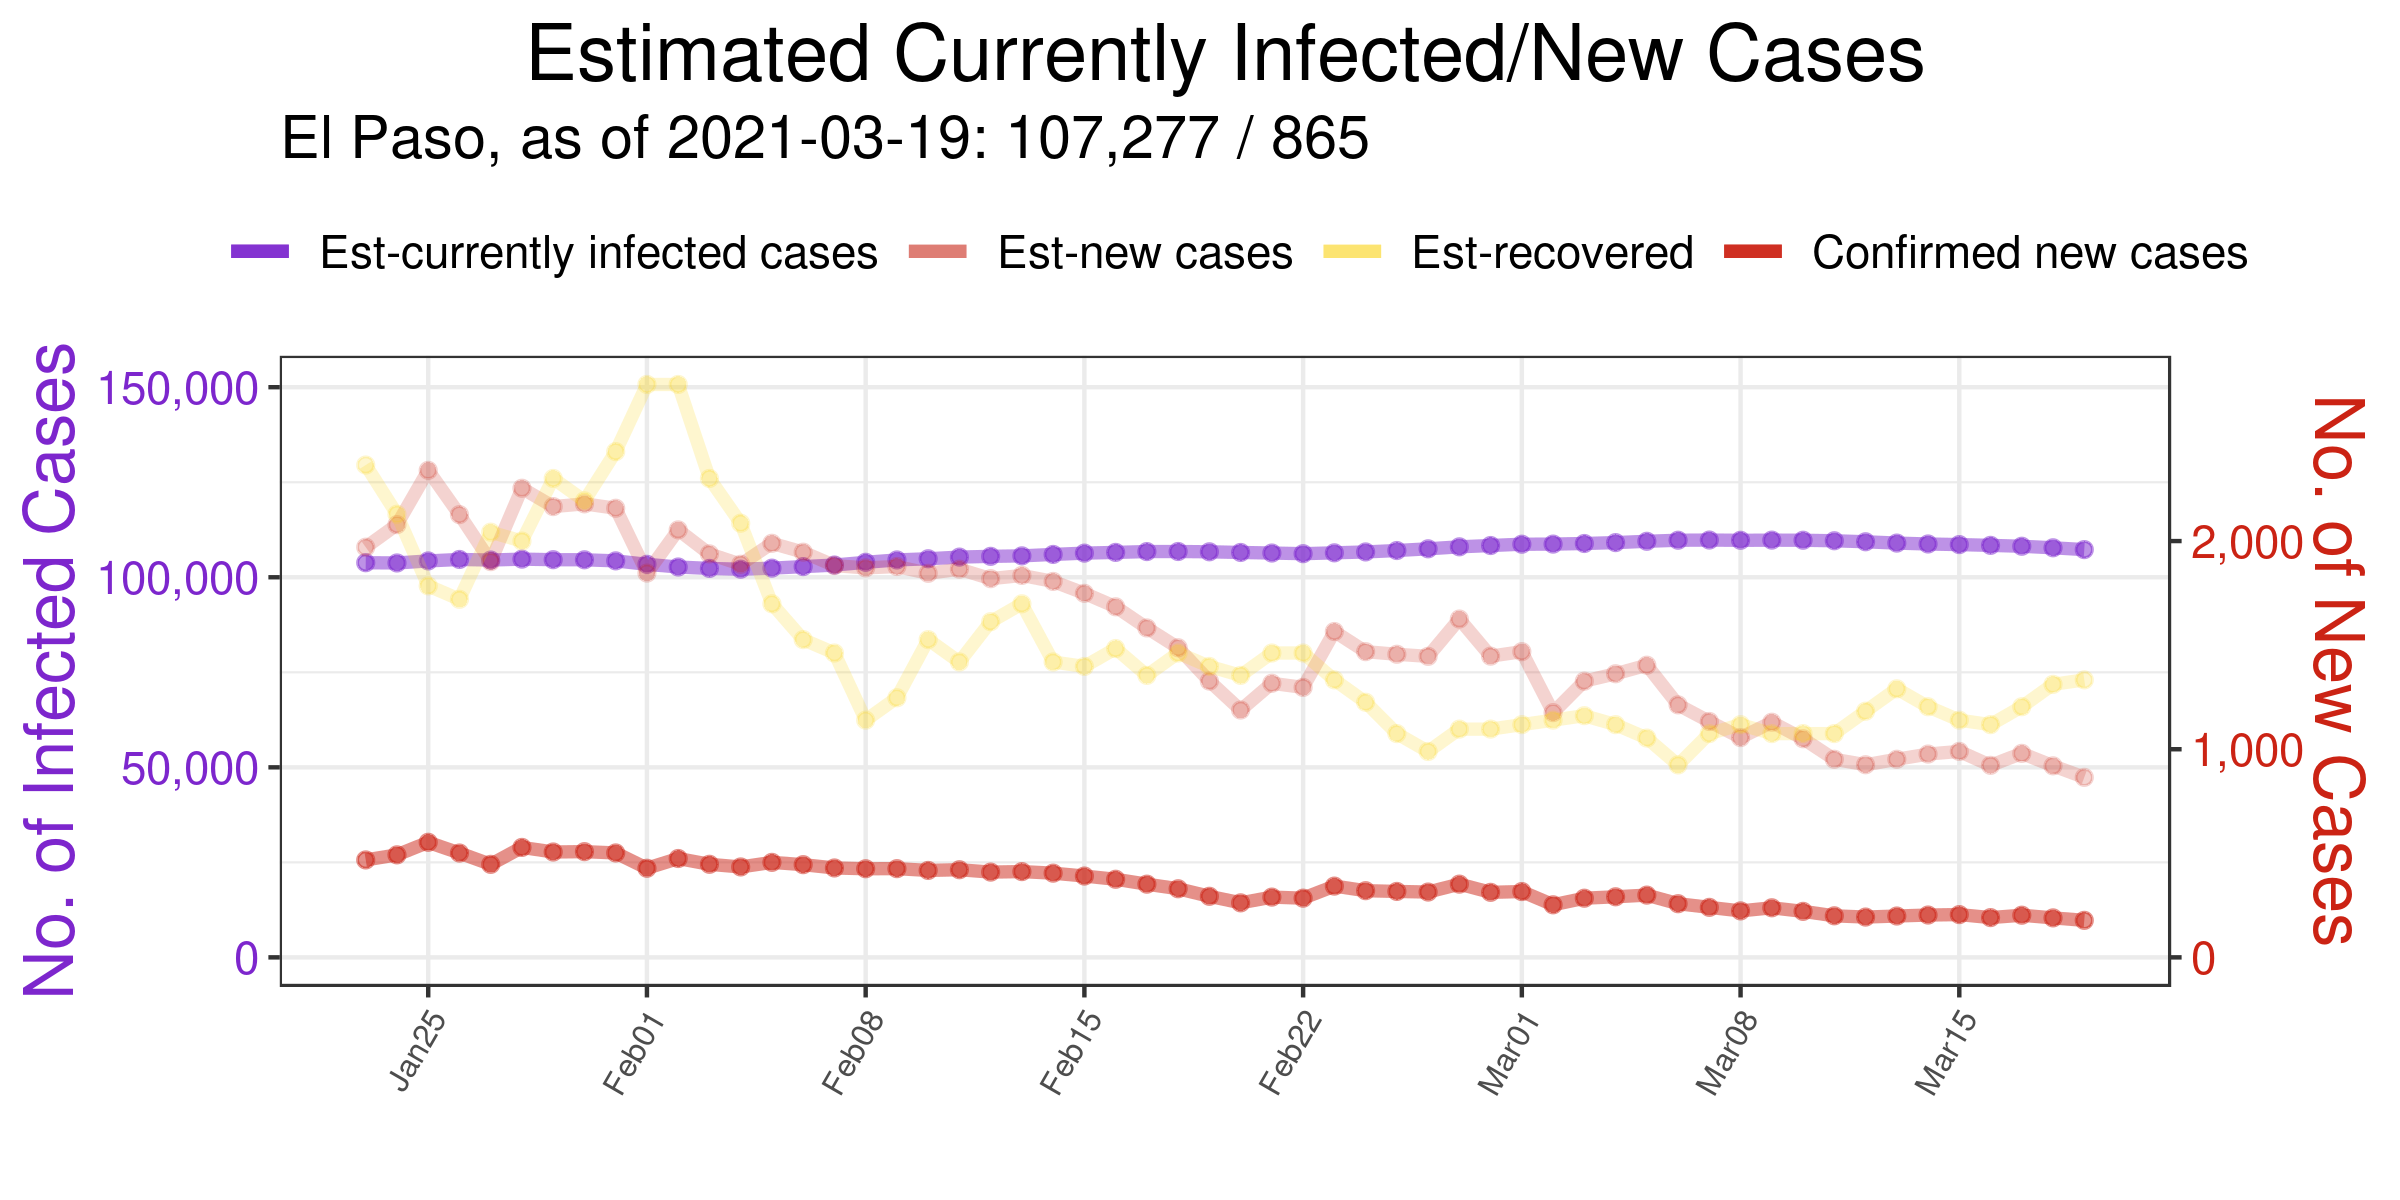 Estimated Currently Infected/New Cases
El Paso, as of 2021-03-19: 107,277 / 865
Est-currently infected cases Est-new cases Est-recovered Confirmed new cases
No. of Infected Cases
150,000
100,000
50,000
0
No. of New Cases
2,000
1,000
0
Jan25 Feb01 Feb08 Feb15 Feb22 Mar01 Mar08 Mar15